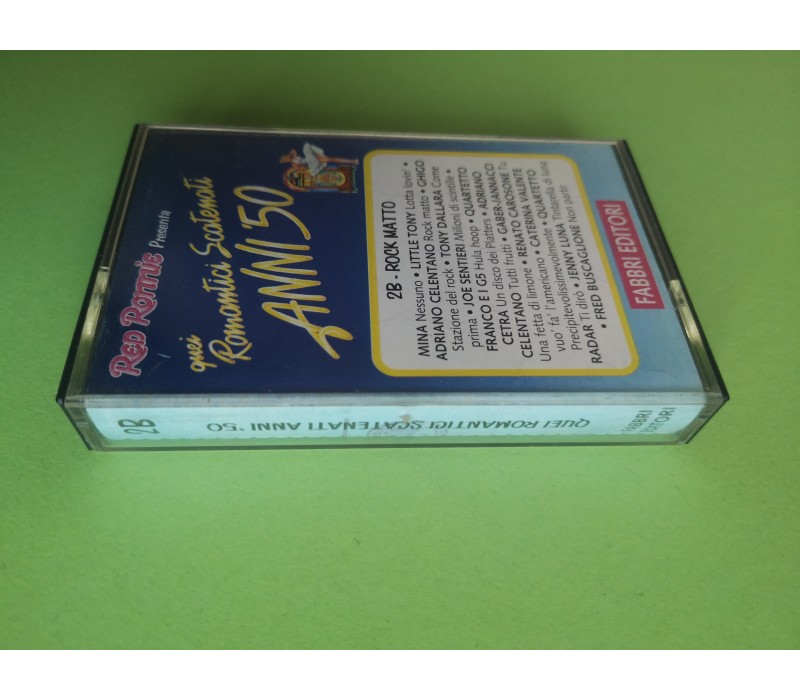 RED RONNIE Presenta
quei
Romantici Scatenati
ANNI '50
2B - ROCK MATTO
MINA Nessuno • LITTLE TONY Lotta lovin' •
ADRIANO CELENTANO Rock matto • GHIGO
Stazione del rock • TONY DALLARA Come
prima • JOE SENTIERI Milioni di scintille •
FRANCO E I G5 Hula hoop • QUARTETTO
CETRA Un disco dei Platters • ADRIANO
CELENTANO Tutti frutti • GABER-JANNACCI
Una fetta di limone • RENATO CAROSONE Tu
vuo' fa' l'americano • CATERINA VALENTE
Precipitevolissimevolmente • QUARTETTO
RADAR Ti dirò • JENNY LUNA Tintarella di luna
• FRED BUSCAGLIONE Non partir
FABBRI EDITORI
2B
QUEI ROMANTICI SCATENATI ANNI '50
FABBRI
EDITORI